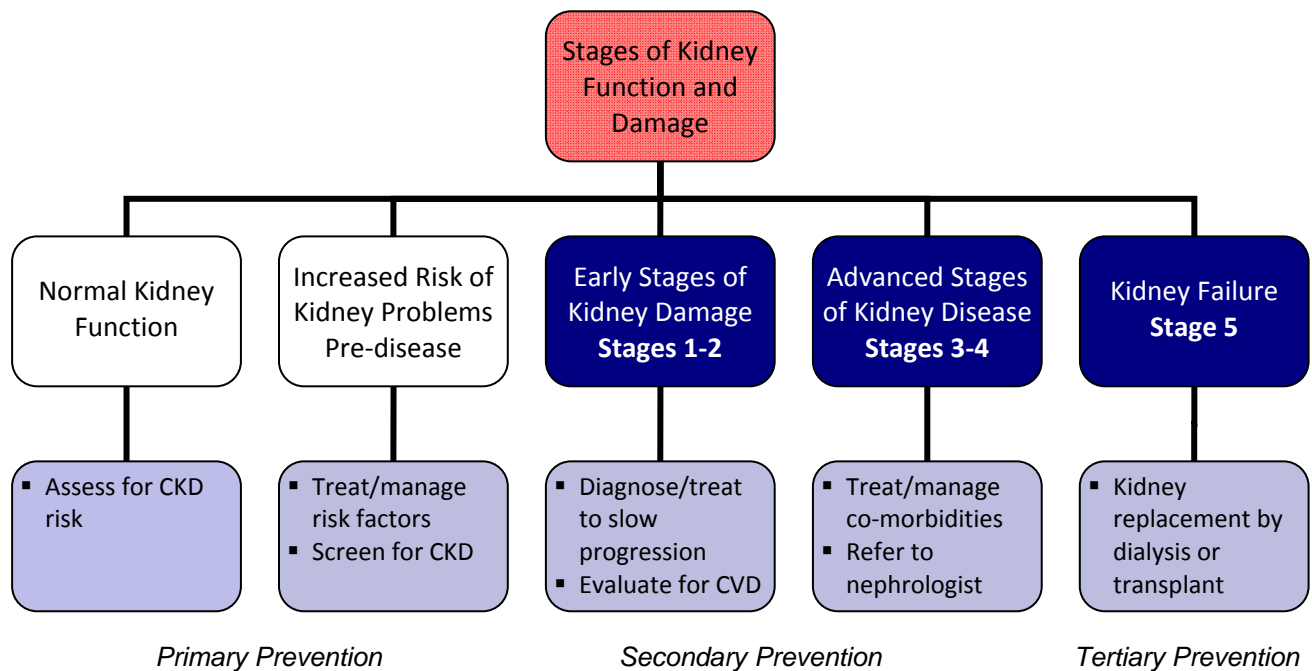 Stages of Kidney
Function and
Damage
Normal Kidney
Function
Increased Risk of
Kidney Problems
Pre-disease
Early Stages of
Kidney Damage
Stages 1-2
Advanced Stages
of Kidney Disease
Stages 3-4
Kidney Failure
Stage 5
▪ Assess for CKD
risk
▪ Treat/manage
risk factors
▪ Screen for CKD
▪ Diagnose/treat
to slow
progression
▪ Evaluate for CVD
▪ Treat/manage
co-morbidities
▪ Refer to
nephrologist
▪ Kidney
replacement by
dialysis or
transplant
Primary Prevention
Secondary Prevention
Tertiary Prevention